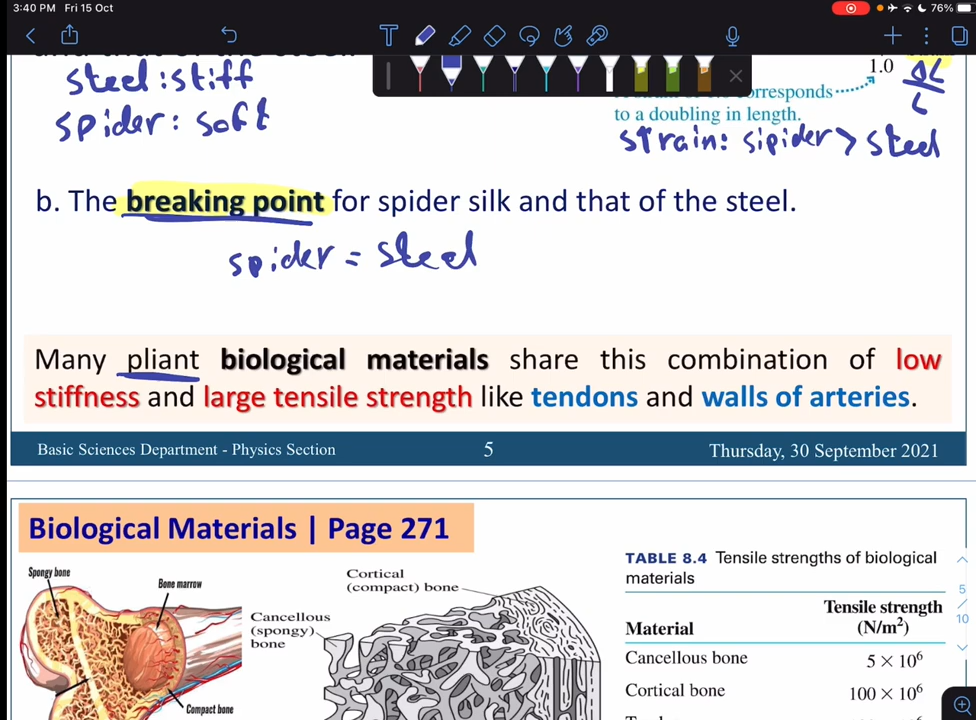 3:40 PM Fri 15 Oct
76%
steel : stiff
spider : soft
1.0
ΔL
L
corresponds
to a doubling in length.
strain: sipider > steel
b. The breaking point for spider silk and that of the steel.
spider = steel
Many pliant biological materials share this combination of low
stiffness and large tensile strength like tendons and walls of arteries.
Basic Sciences Department - Physics Section 5 Thursday, 30 September 2021
Biological Materials | Page 271
Spongy bone
Bone marrow
Compact bone
Cortical
(compact) bone
Cancellous
(spongy)
bone
TABLE 8.4 Tensile strengths of biological
materials
Material Tensile strength
(N/m²)
Cancellous bone 5 × 10⁶
Cortical bone 100 × 10⁶
5
10